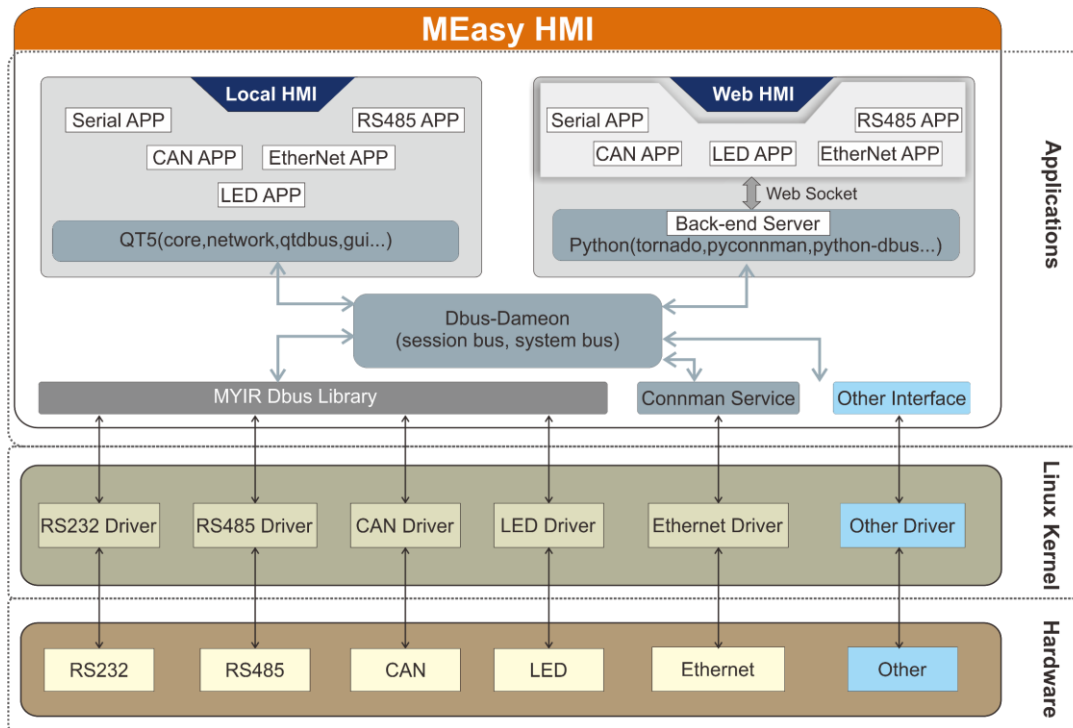 MEasy HMI
Local HMI
Serial APP
RS485 APP
CAN APP
EtherNet APP
LED APP
QT5(core,network,qtdbus,gui...)
Web HMI
Serial APP
RS485 APP
CAN APP
LED APP
EtherNet APP
Web Socket
Back-end Server
Python(tornado,pyconnman,python-dbus...)
Dbus-Dameon
(session bus, system bus)
MYIR Dbus Library
Connman Service
Other Interface
Applications
RS232 Driver
RS485 Driver
CAN Driver
LED Driver
Ethernet Driver
Other Driver
Linux Kernel
RS232
RS485
CAN
LED
Ethernet
Other
Hardware